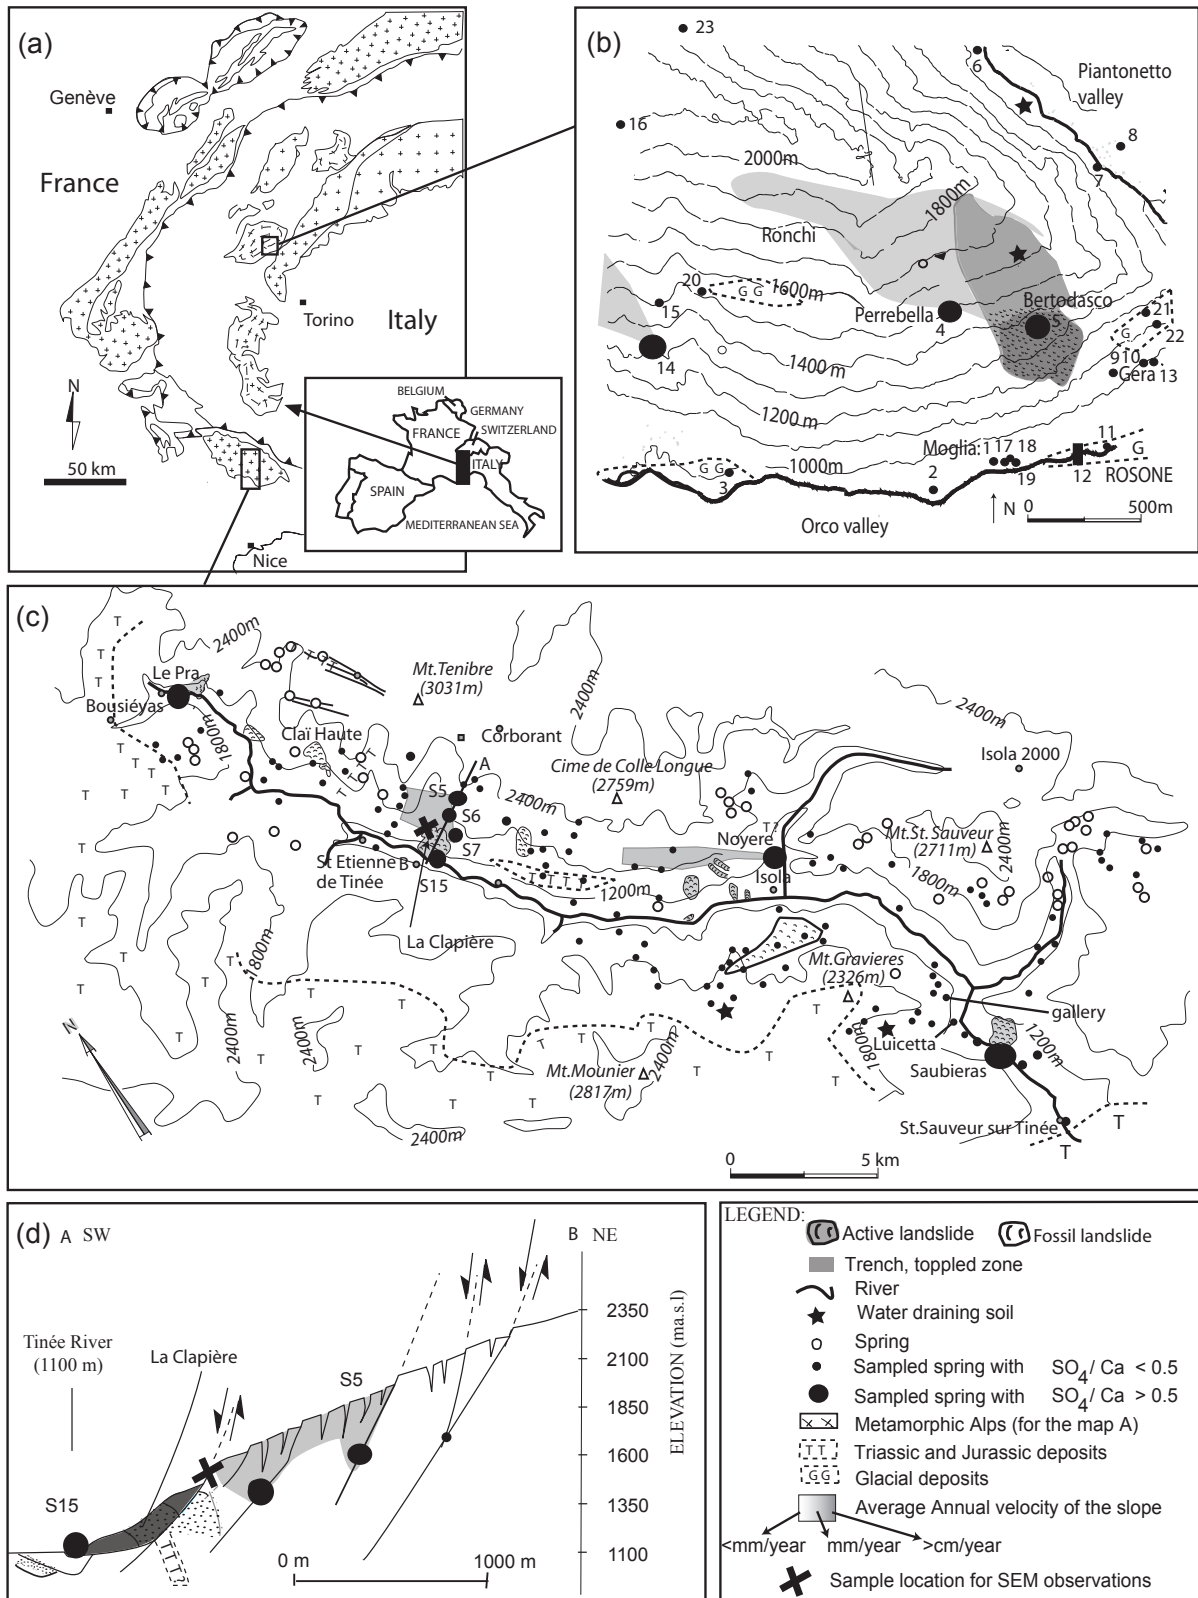 (a)
Genève
France
Torino
Italy
N
50 km
Nice
BELGIUM
GERMANY
FRANCE
SWITZERLAND
ITALY
SPAIN
MEDITERRANEAN SEA
(b)
23
6
Piantonetto
valley
16
8
7
2000m
1800m
Ronchi
20
G G
1600m
15
Perrebella
4
Bertodasco
5
21
22
G
14
1400m
9 10
Gera
13
1200m
Moglia:1 17 18
11
G
G G
3
1000m
2
19
12
ROSONE
N
0
500m
Orco valley
(c)
2400m
Le Pra
Bousiéyas
1800m
Mt.Tenibre
(3031m)
Claï Haute
Corborant
A
2400m
2400m
Isola 2000
Cime de Colle Longue
(2759m)
S5
S6
S7
2400m
St Etienne
de Tinée
B
S15
T T T T
1200m
Noyere
T?
Isola
Mt.St. Sauveur
(2711m)
2400m
1800m
La Clapière
1800m
Mt.Gravieres
(2326m)
gallery
2400m
2400m
Luicetta
1800m
1200m
Saubieras
Mt.Mounier
(2817m)
2400m
2400m
N
St.Sauveur sur Tinée
T
T
0
5 km
(d) A SW
B NE
2350
2100
1850
1600
1350
1100
ELEVATION (ma.s.l)
Tinée River
(1100 m)
La Clapière
S5
S15
TTT
0 m
1000 m
LEGEND:
Active landslide
Fossil landslide
Trench, toppled zone
River
Water draining soil
Spring
Sampled spring with SO4/ Ca < 0.5
Sampled spring with SO4/ Ca > 0.5
Metamorphic Alps (for the map A)
T T Triassic and Jurassic deposits
G G Glacial deposits
Average Annual velocity of the slope
<mm/year mm/year >cm/year
Sample location for SEM observations